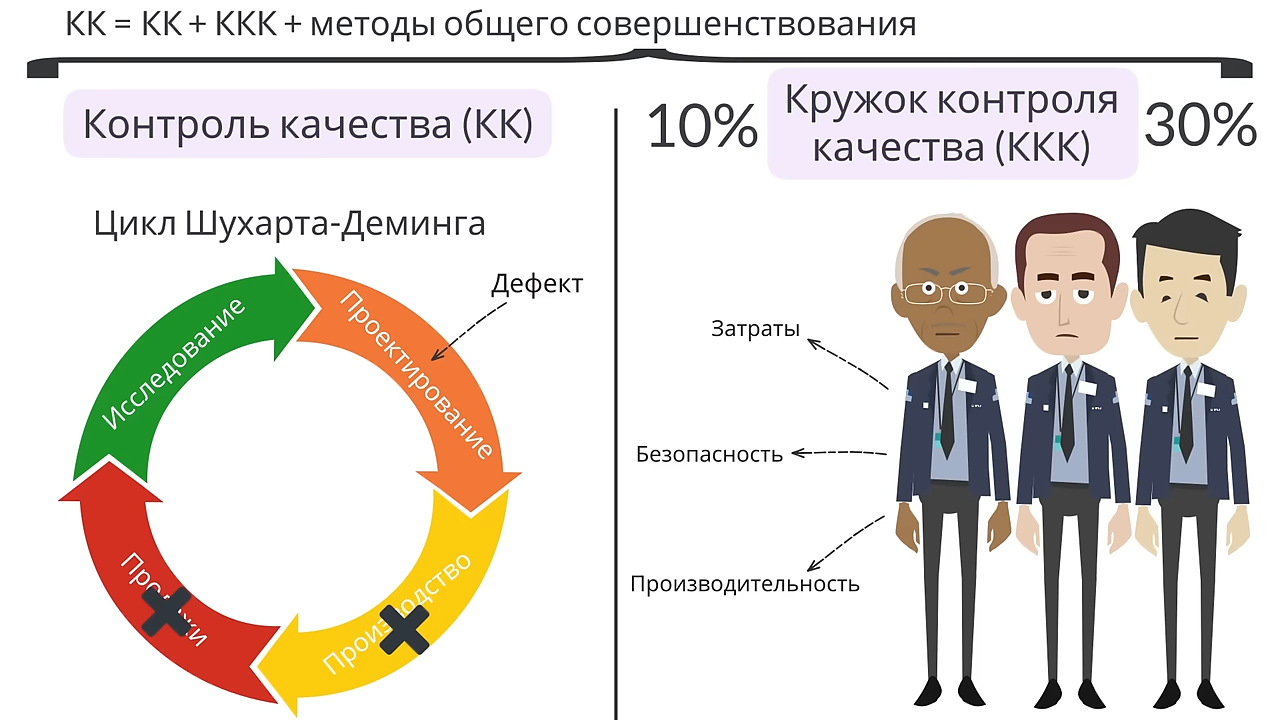 КК = КК + ККК + методы общего совершенствования
Контроль качества (КК)
Цикл Шухарта-Деминга
Дефект
Исследование
Проектирование
10%
Кружок контроля
качества (ККК)
30%
Затраты
Безопасность
Производительность